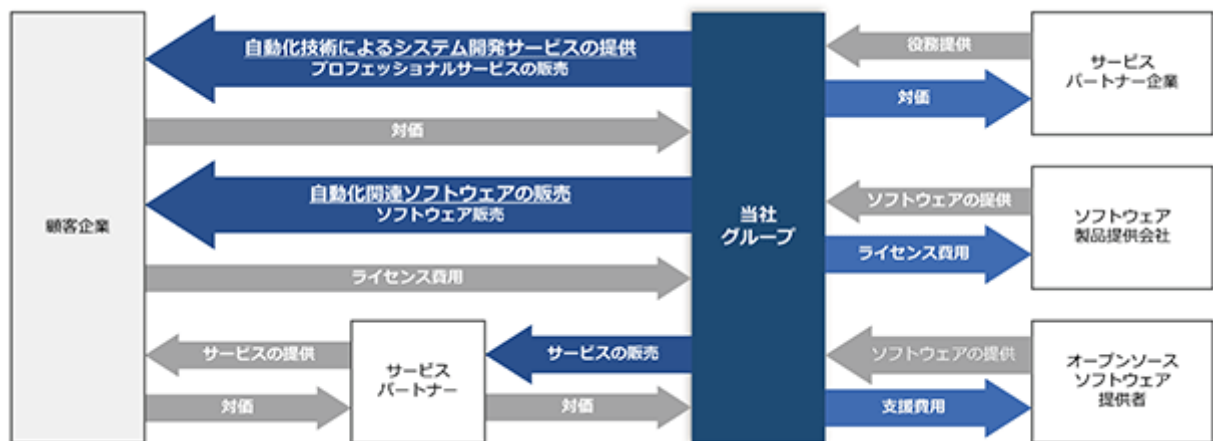 自動化技術によるシステム開発サービスの提供
プロフェッショナルサービスの販売
対価
自動化関連ソフトウェアの販売
ソフトウェア販売
ライセンス費用
顧客企業
サービスの提供
対価
サービス
パートナー
サービスの販売
対価
当社
グループ
役務提供
対価
サービス
パートナー企業
ソフトウェアの提供
ライセンス費用
ソフトウェア
製品提供会社
ソフトウェアの提供
支援費用
オープンソース
ソフトウェア
提供者